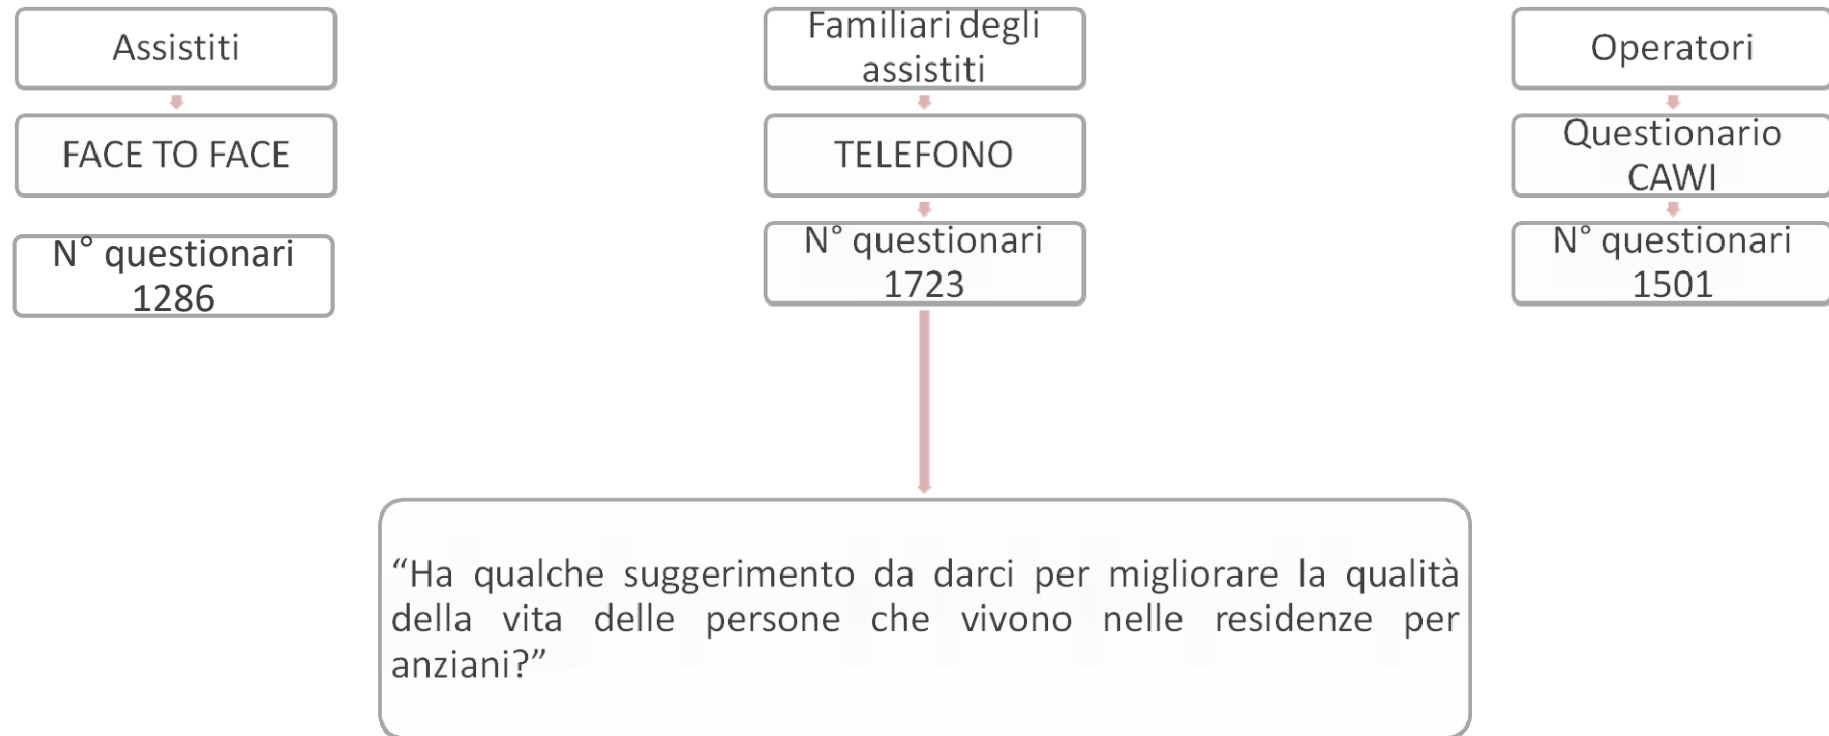 Assistiti
FACE TO FACE
N° questionari
1286
Familiari degli
assistiti
TELEFONO
N° questionari
1723
Operatori
Questionario
CAWI
N° questionari
1501
“Ha qualche suggerimento da darci per migliorare la qualità
della vita delle persone che vivono nelle residenze per
anziani?”